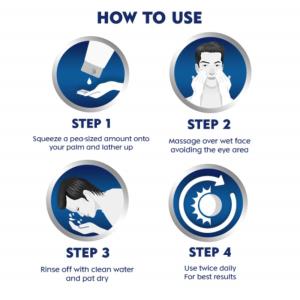 HOW TO USE
STEP 1
Squeeze a pea-sized amount onto
your palm and lather up
STEP 2
Massage over wet face
avoiding the eye area
STEP 3
Rinse off with clean water
and pat dry
STEP 4
Use twice daily
For best results